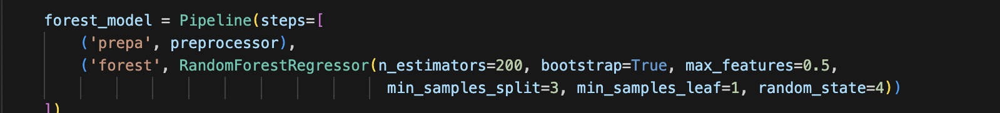 forest_model = Pipeline(steps=[
('prepa', preprocessor),
('forest', RandomForestRegressor(n_estimators=200, bootstrap=True, max_features=0.5,
min_samples_split=3, min_samples_leaf=1, random_state=4))
])